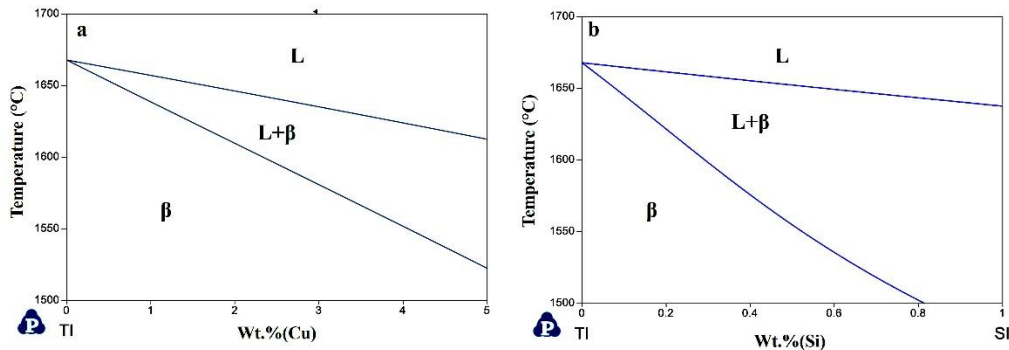 a
Temperature (°C)
1700
1650
1600
1550
1500
L
L+β
β
0
1
2
3
4
5
P
TI
Wt.%(Cu)
b
Temperature (°C)
1700
1650
1600
1550
1500
L
L+β
β
0
0.2
0.4
0.6
0.8
1
P
TI
SI
Wt.%(Si)